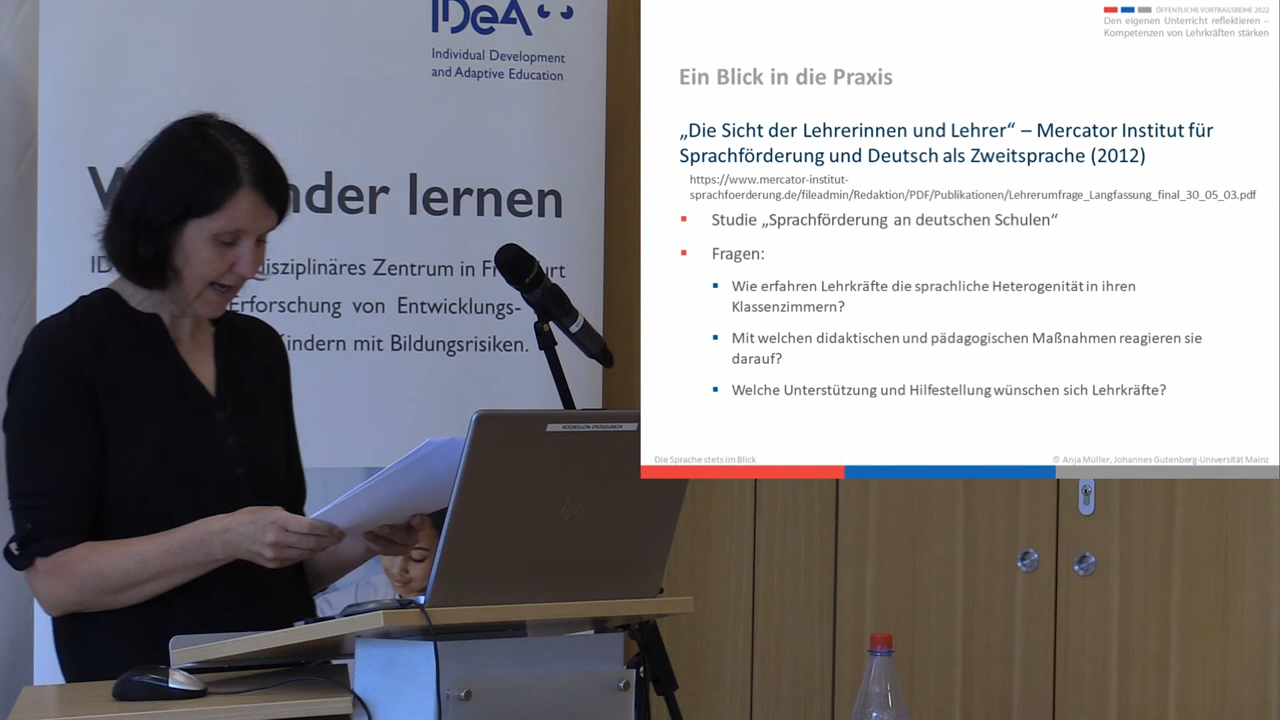 IDeA
Individual Development
and Adaptive Education
nder lernen
disziplinäres Zentrum in
Erforschung von Entwicklungs-
Kindern mit Bildungsrisiken.
ÖFFENTLICHE VORTRAGSREIHE 2022
Den eigenen Unterricht reflektieren –
Kompetenzen von Lehrkräften stärken
Ein Blick in die Praxis
„Die Sicht der Lehrerinnen und Lehrer“ – Mercator Institut für
Sprachförderung und Deutsch als Zweitsprache (2012)
https://www.mercator-institut-
sprachfoerderung.de/fileadmin/Redaktion/PDF/Publikationen/Lehrerumfrage_Langfassung_final_30_05_03.pdf
Studie „Sprachförderung an deutschen Schulen“
Fragen:
Wie erfahren Lehrkräfte die sprachliche Heterogenität in ihren
Klassenzimmern?
Mit welchen didaktischen und pädagogischen Maßnahmen reagieren sie
darauf?
Welche Unterstützung und Hilfestellung wünschen sich Lehrkräfte?
Die Sprache stets im Blick
© Anja Müller, Johannes Gutenberg-Universität Mainz